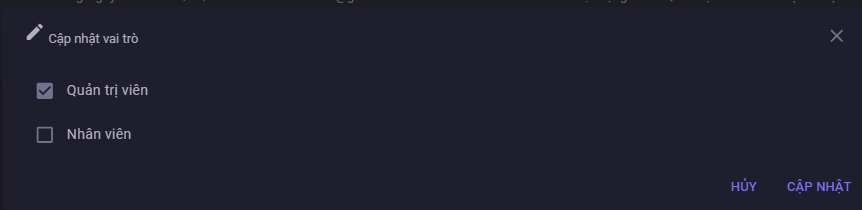 Cập nhật vai trò
Quản trị viên
Nhân viên
HỦY CẬP NHẬT